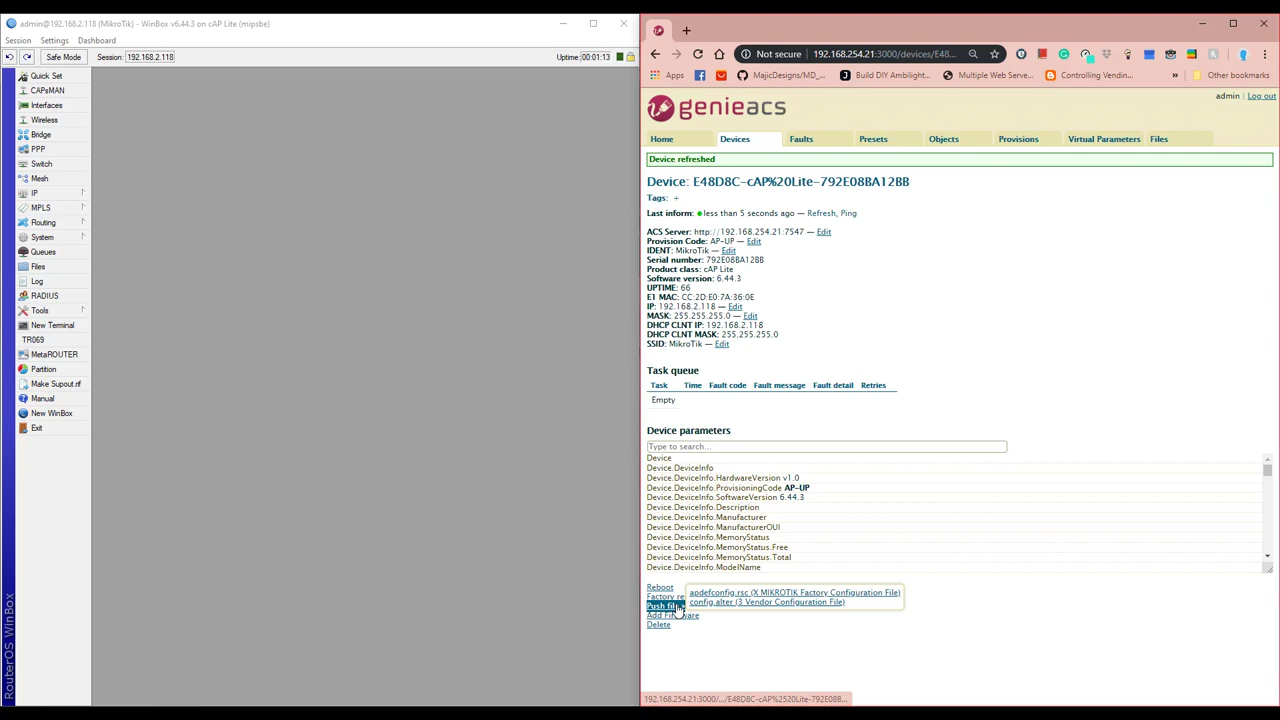 admin@192.168.2.118 (MikroTik) - WinBox v6.44.3 on cAP Lite (mipsbe)
Session Settings Dashboard
Safe Mode Session: 192.168.2.118 Uptime: 00:01:13
Quick Set
CAPsMAN
Interfaces
Wireless
Bridge
PPP
Switch
Mesh
IP
MPLS
Routing
System
Queues
Files
Log
RADIUS
Tools
New Terminal
TR069
MetaROUTER
Partition
Make Supout.rif
Manual
New WinBox
Exit
RouterOS WinBox
Not secure 192.168.254.21:3000/devices/E48...
Apps MajicDesigns/MD_... Build DIY Ambilight... Multiple Web Serve... Controlling Vendin... » Other bookmarks
genieacs
admin | Log out
Home Devices Faults Presets Objects Provisions Virtual Parameters Files
Device refreshed
Device: E48D8C-cAP%20Lite-792E08BA12BB
Tags: +
Last inform: less than 5 seconds ago — Refresh, Ping
ACS Server: http://192.168.254.21:7547 — Edit
Provision Code: AP-UP — Edit
IDENT: MikroTik — Edit
Serial number: 792E08BA12BB
Product class: cAP Lite
Software version: 6.44.3
UPTIME: 66
E1 MAC: CC:2D:E0:7A:36:0E
IP: 192.168.2.118 — Edit
MASK: 255.255.255.0 — Edit
DHCP CLNT IP: 192.168.2.118
DHCP CLNT MASK: 255.255.255.0
SSID: MikroTik — Edit
Task queue
Task Time Fault code Fault message Fault detail Retries
Empty
Device parameters
Type to search...
Device
Device.DeviceInfo
Device.DeviceInfo.HardwareVersion v1.0
Device.DeviceInfo.ProvisioningCode AP-UP
Device.DeviceInfo.SoftwareVersion 6.44.3
Device.DeviceInfo.Description
Device.DeviceInfo.Manufacturer
Device.DeviceInfo.ManufacturerOUI
Device.DeviceInfo.MemoryStatus
Device.DeviceInfo.MemoryStatus.Free
Device.DeviceInfo.MemoryStatus.Total
Device.DeviceInfo.ModelName
Reboot
Factory re
Push fi
Delete
apdefconfig.rsc (X MIKROTIK Factory Configuration File)
config.alter (3 Vendor Configuration File)
192.168.254.21:3000/.../E48D8C-cAP%2520Lite-792E08B...